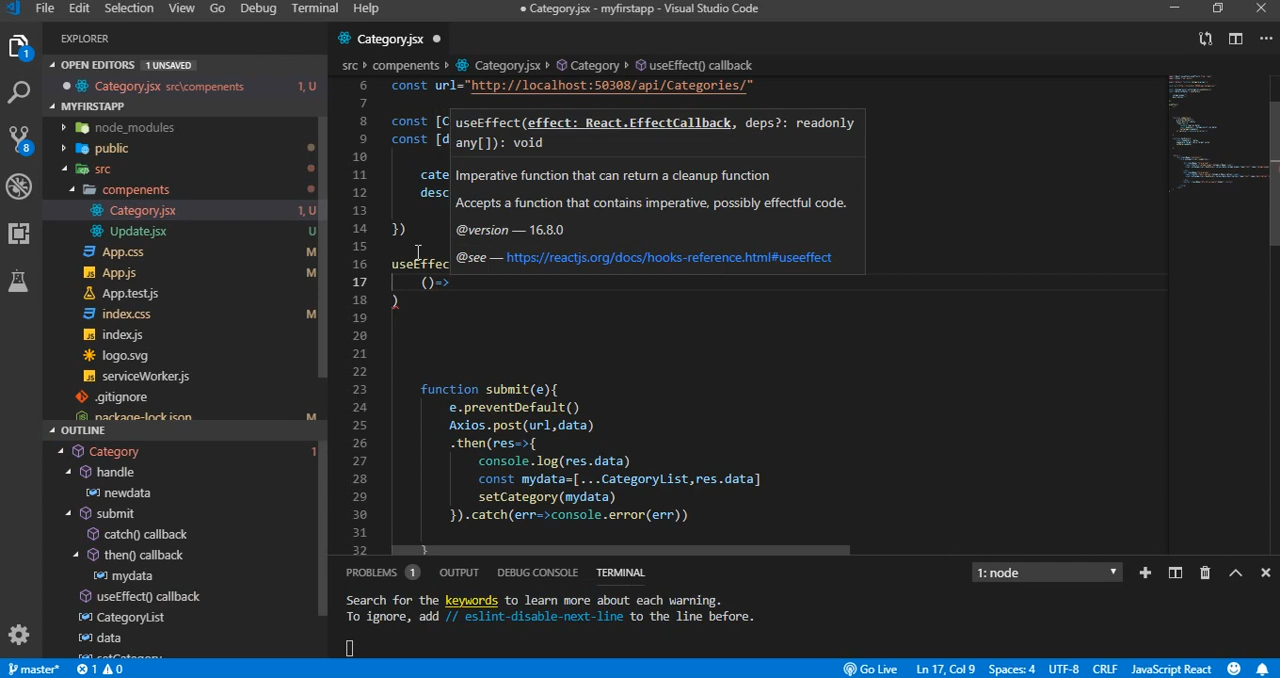 File Edit Selection View Go Debug Terminal Help
● Category.jsx - myfirstapp - Visual Studio Code
EXPLORER
OPEN EDITORS 1 UNSAVED
Category.jsx src\compenents 1, U
MYFIRSTAPP
node_modules
public
src
compenents
Category.jsx 1, U
Update.jsx U
App.css M
App.js M
App.test.js
index.css M
index.js
logo.svg
serviceWorker.js
.gitignore
package-lock.json M
OUTLINE
Category 1
handle
newdata
submit
catch() callback
then() callback
mydata
useEffect() callback
CategoryList
data
setCategory
1
8
Category.jsx
src › compenents › Category.jsx › Category › useEffect() callback
6 const url="http://localhost:50308/api/Categories/"
7
8 const [C
9 const [d
10
11 cate
12 desc
13
14 })
15
16 useEffec
17 ()=>
18 )
19
20
21
22
23 function submit(e){
24 e.preventDefault()
25 Axios.post(url,data)
26 .then(res=>{
27 console.log(res.data)
28 const mydata=[...CategoryList,res.data]
29 setCategory(mydata)
30 }).catch(err=>console.error(err))
31
32 }
useEffect(effect: React.EffectCallback, deps?: readonly
any[]): void
Imperative function that can return a cleanup function
Accepts a function that contains imperative, possibly effectful code.
@version — 16.8.0
@see — https://reactjs.org/docs/hooks-reference.html#useeffect
PROBLEMS 1 OUTPUT DEBUG CONSOLE TERMINAL 1: node
Search for the keywords to learn more about each warning.
To ignore, add // eslint-disable-next-line to the line before.
master* 1 0 Go Live Ln 17, Col 9 Spaces: 4 UTF-8 CRLF JavaScript React